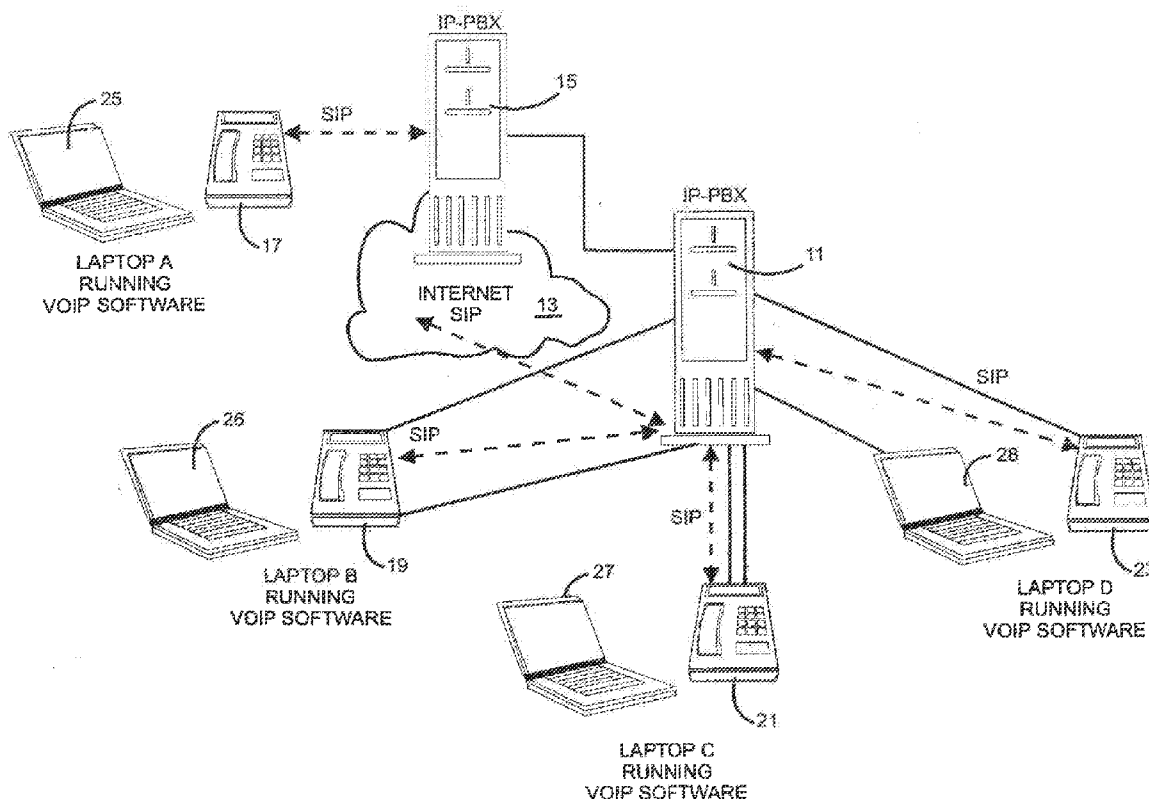 IP-PBX
15
25
SIP
IP-PBX
17
11
LAPTOP A
RUNNING
VOIP SOFTWARE
INTERNET
SIP
13
SIP
26
SIP
28
SIP
19
LAPTOP B
RUNNING
VOIP SOFTWARE
27
23
LAPTOP D
RUNNING
VOIP SOFTWARE
21
LAPTOP C
RUNNING
VOIP SOFTWARE